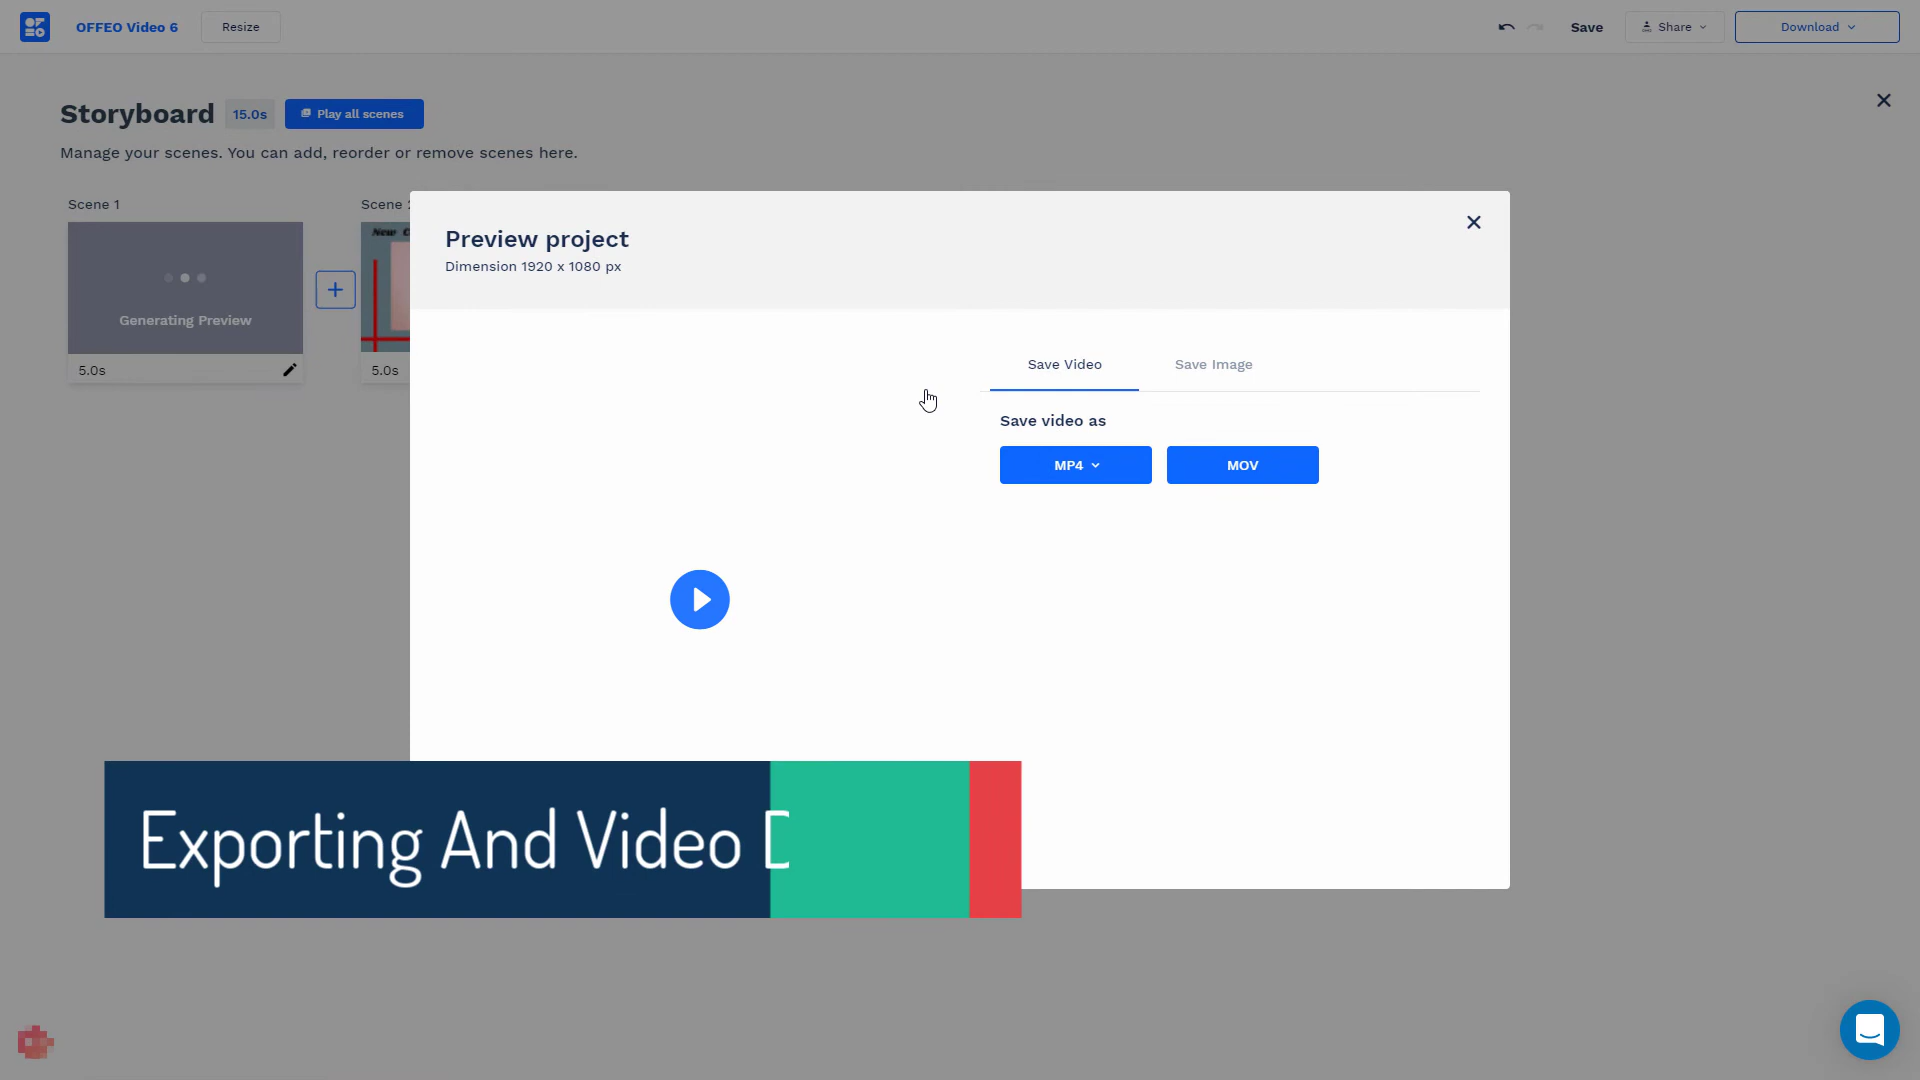 OFFEO Video 6
Resize
Save
Share
Download
Storyboard
15.0s
Play all scenes
Manage your scenes. You can add, reorder or remove scenes here.
Scene 1
Scene
New
Generating Preview
5.0s
5.0s
Preview project
Dimension 1920 x 1080 px
Save Video
Save Image
Save video as
MP4
MOV
Exporting And Video